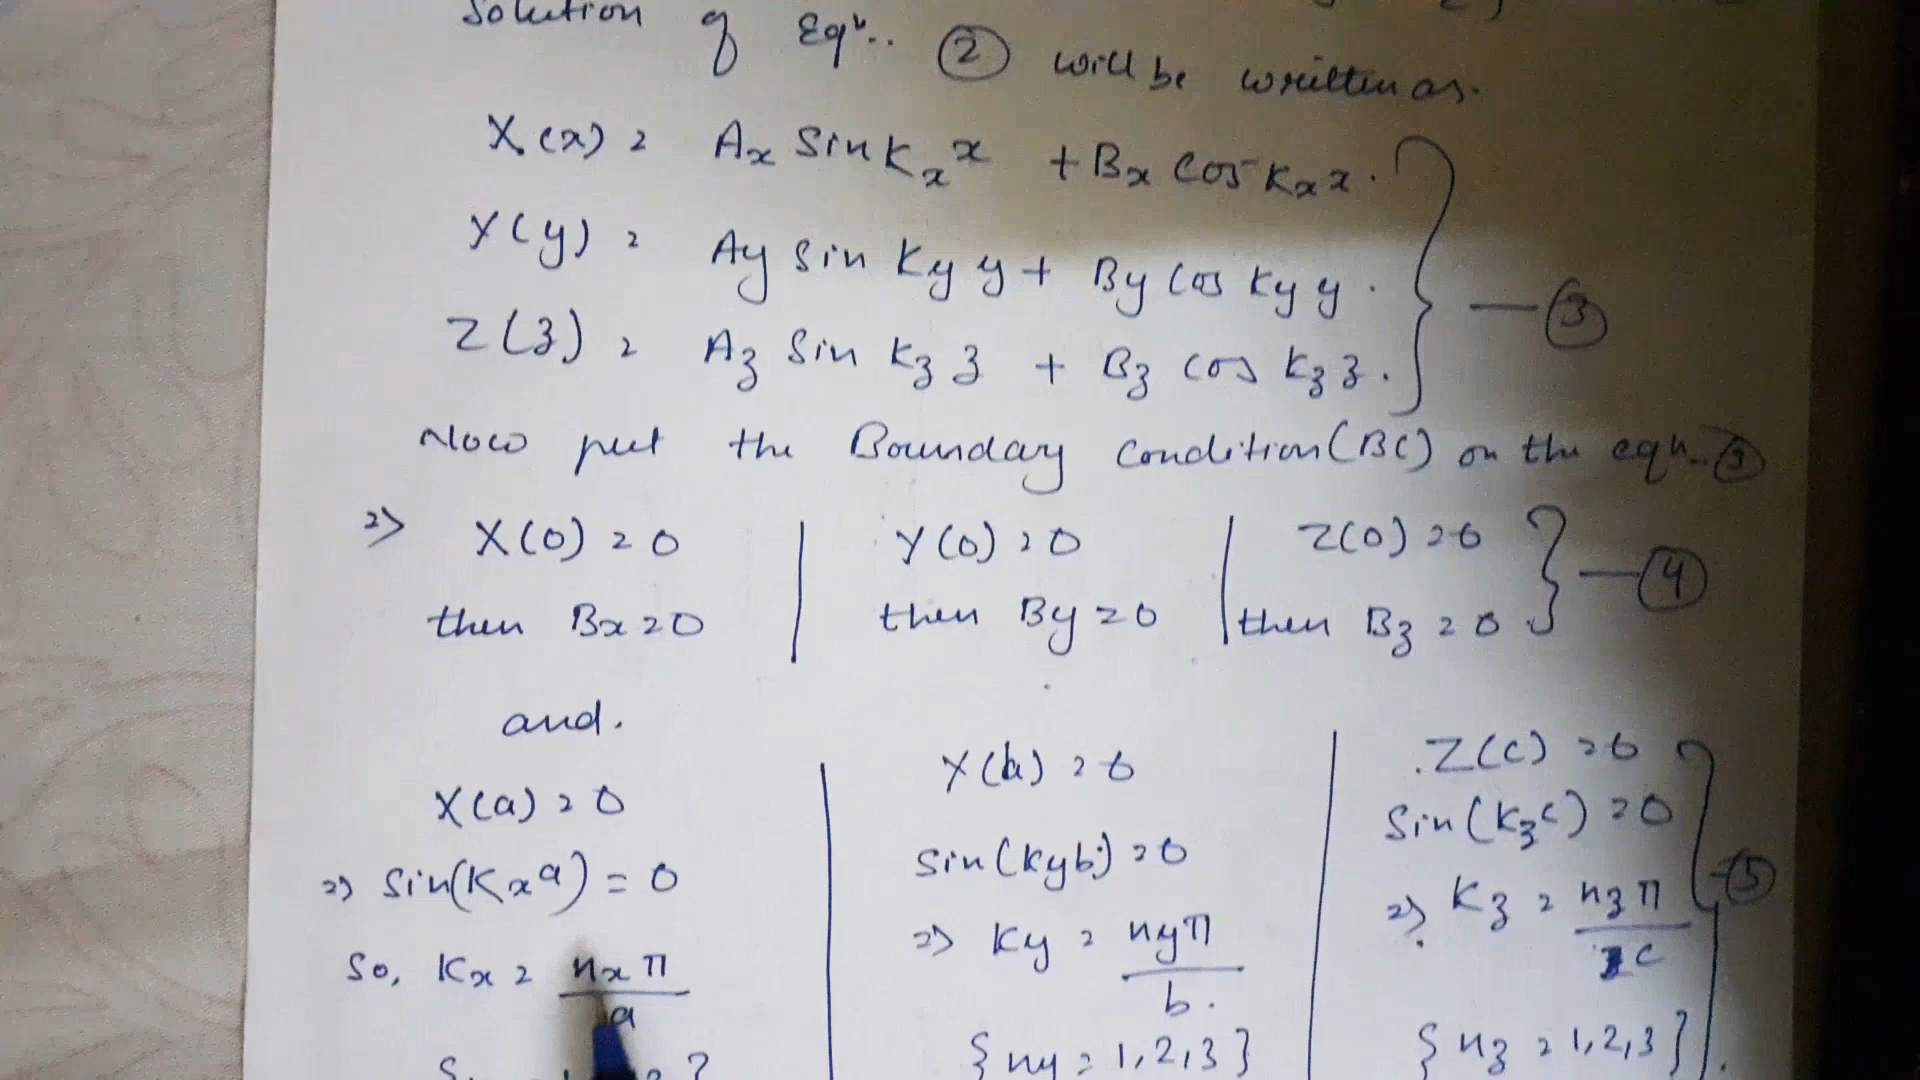 Solution of Eqn.. ② will be written as.
X(x) = Ax Sin Kx x + Bx Cos Kx x.
Y(y) = Ay Sin Ky y + By Cos Ky y.
Z(z) = Az Sin Kz z + Bz Cos Kz z. — ③
Now put the Boundary Condition (BC) on the eqn. ③
=> X(0) = 0 | Y(0) = 0 | Z(0) = 0
then Bx = 0 | then By = 0 | then Bz = 0 — ④
and.
X(a) = 0 | Y(b) = 0 | Z(c) = 0
=> Sin(Kx a) = 0 | Sin(Ky b) = 0 | Sin(Kz c) = 0 — ⑤
So, Kx = nx π / a | => Ky = ny π / b. | => Kz = nz π / c
{ ny = 1,2,3 } | { nz = 1,2,3 }.